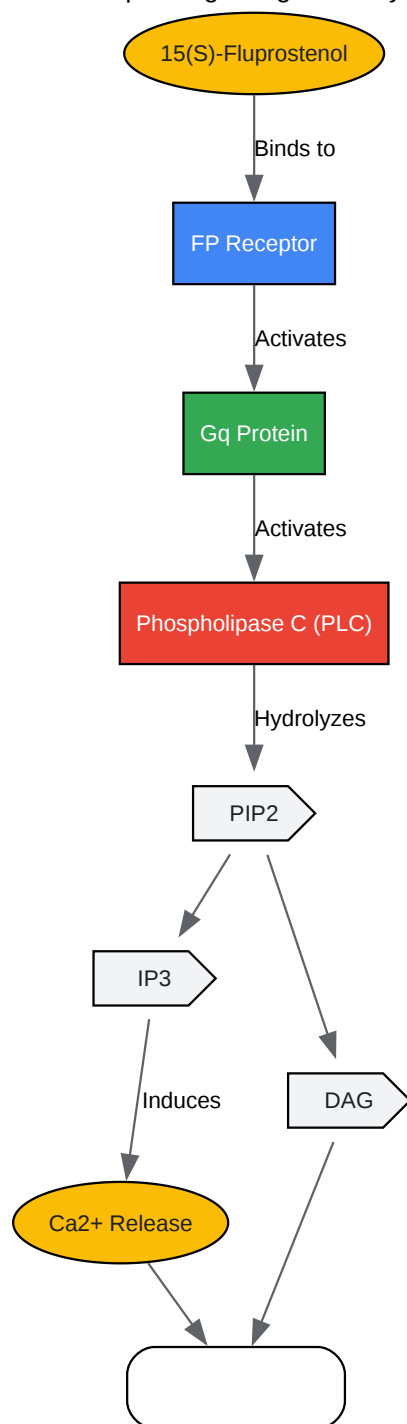 15(S)-Fluprostenol
Binds to
FP Receptor
Activates
Gq Protein
Activates
Phospholipase C (PLC)
Hydrolyzes
PIP2
IP3
DAG
Induces
Ca2+ Release